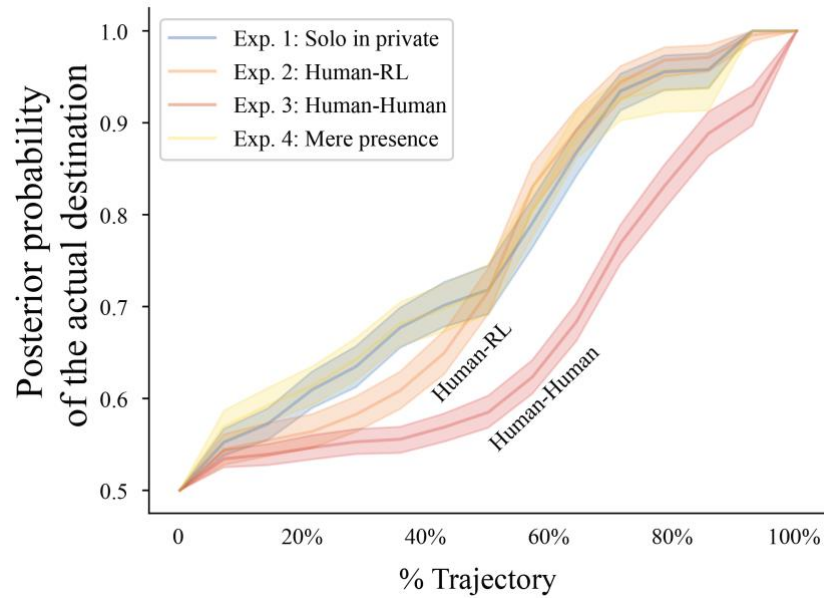 Posterior probability
of the actual destination
1.0
0.9
0.8
0.7
0.6
0.5
Exp. 1: Solo in private
Exp. 2: Human-RL
Exp. 3: Human-Human
Exp. 4: Mere presence
Human-RL
Human-Human
0
20%
40%
60%
80%
100%
% Trajectory